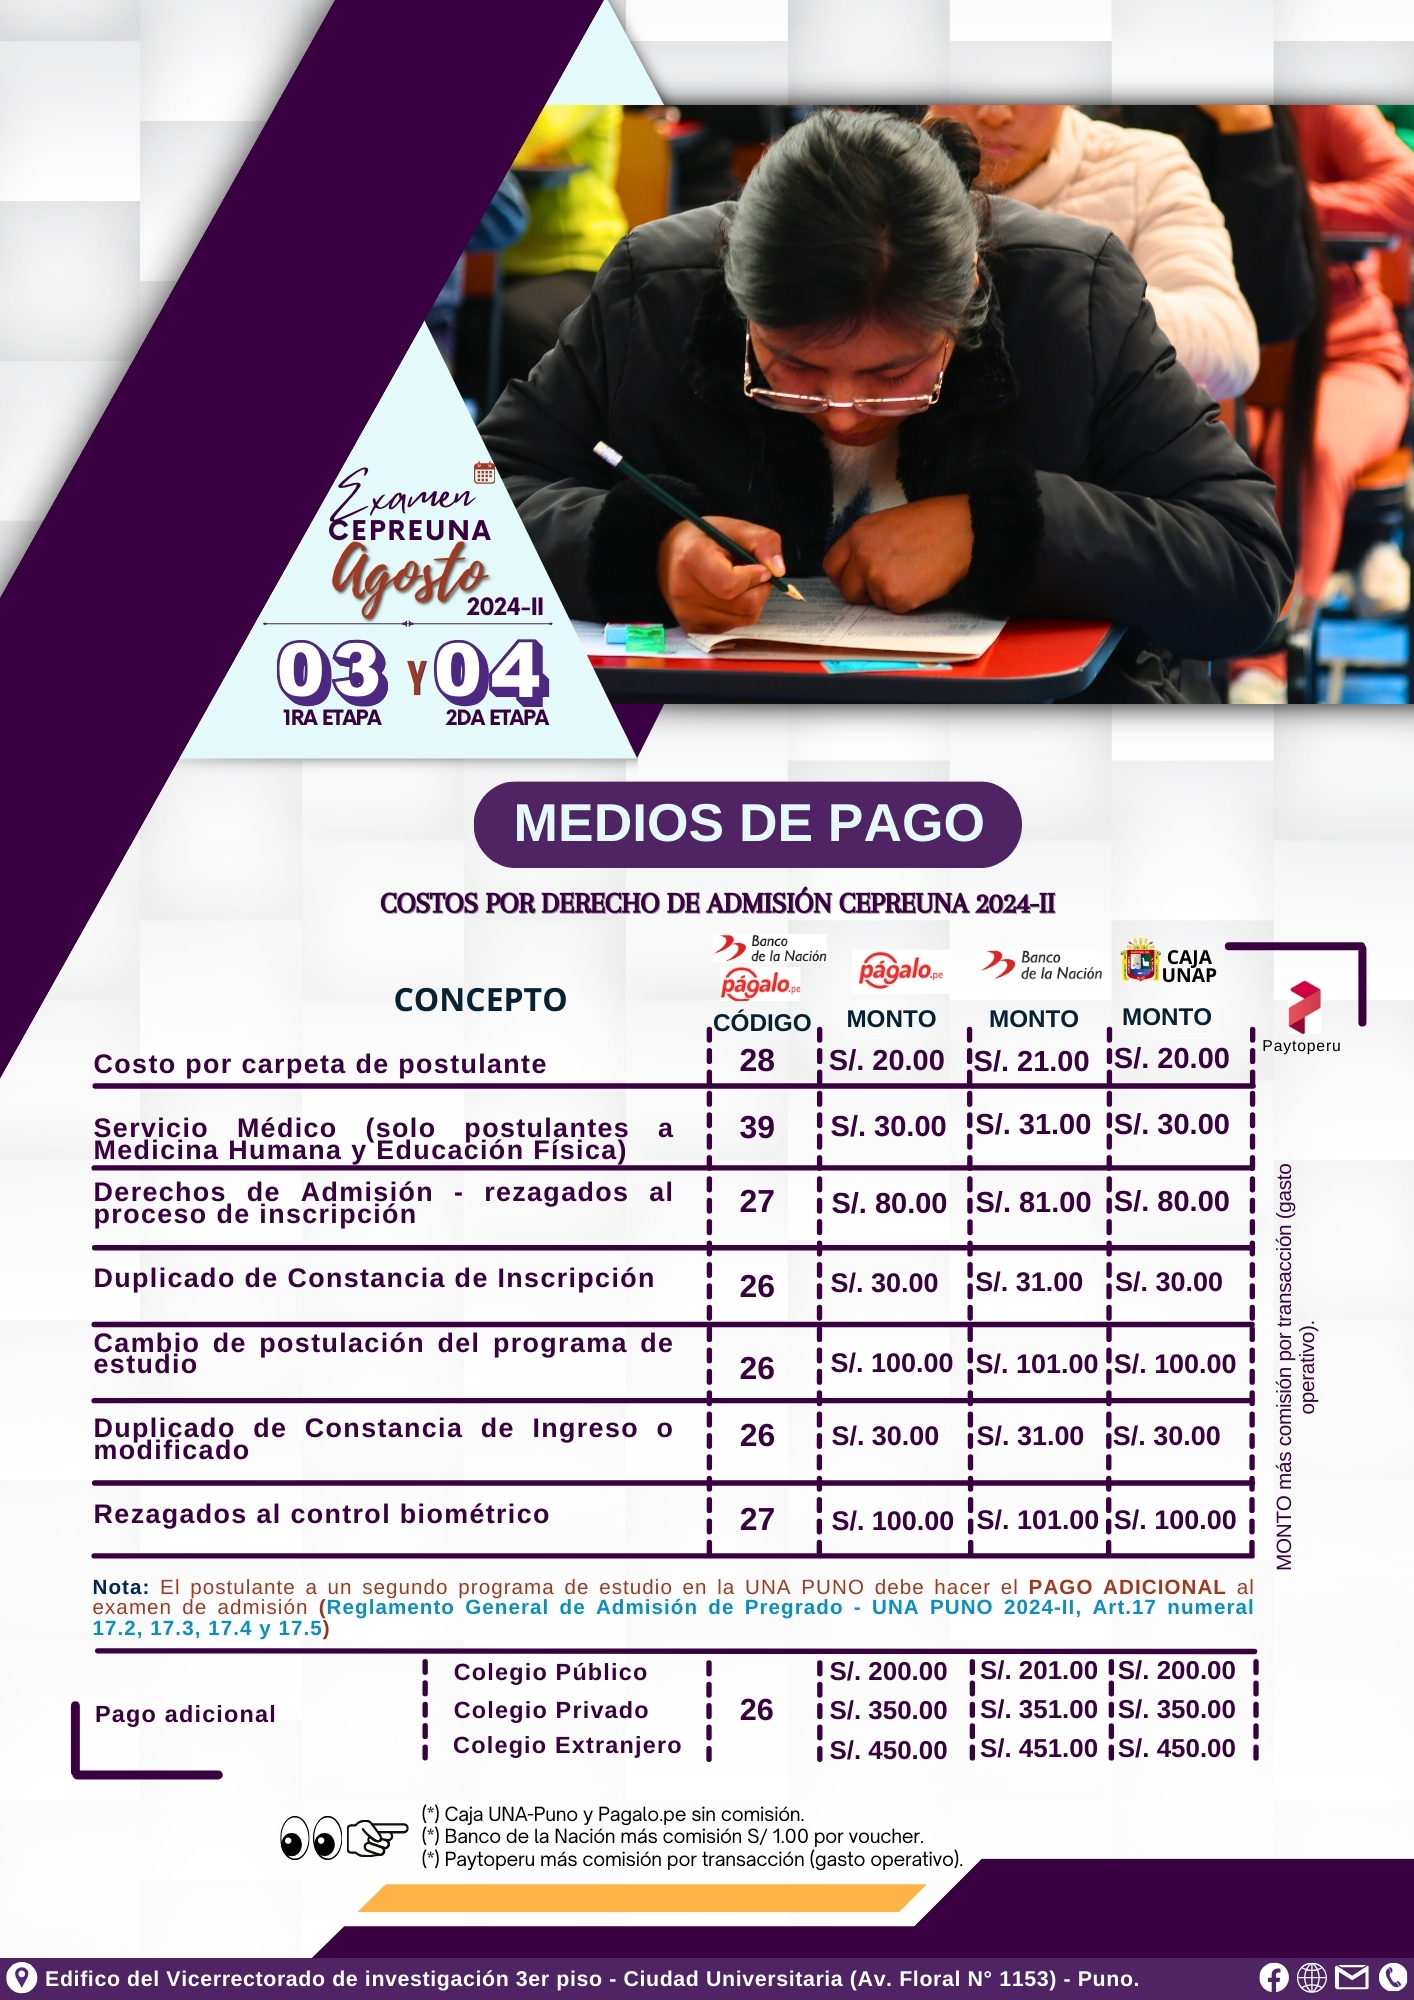 Examen
CEPREUNA
Agosto
2024-II
03 Y 04
1RA ETAPA 2DA ETAPA
MEDIOS DE PAGO
COSTOS POR DERECHO DE ADMISIÓN CEPREUNA 2024-II
Banco
de la Nación
págalo.pe
págalo.pe
Banco
de la Nación
CAJA
UNAP
Paytoperu
CONCEPTO CÓDIGO MONTO MONTO MONTO
Costo por carpeta de postulante 28 S/. 20.00 S/. 21.00 S/. 20.00
Servicio Médico (solo postulantes a
Medicina Humana y Educación Física) 39 S/. 30.00 S/. 31.00 S/. 30.00
Derechos de Admisión - rezagados al
proceso de inscripción 27 S/. 80.00 S/. 81.00 S/. 80.00
Duplicado de Constancia de Inscripción 26 S/. 30.00 S/. 31.00 S/. 30.00
Cambio de postulación del programa de
estudio 26 S/. 100.00 S/. 101.00 S/. 100.00
Duplicado de Constancia de Ingreso o
modificado 26 S/. 30.00 S/. 31.00 S/. 30.00
Rezagados al control biométrico 27 S/. 100.00 S/. 101.00 S/. 100.00
MONTO más comisión por transacción (gasto
operativo).
Nota: El postulante a un segundo programa de estudio en la UNA PUNO debe hacer el PAGO ADICIONAL al
examen de admisión (Reglamento General de Admisión de Pregrado - UNA PUNO 2024-II, Art.17 numeral
17.2, 17.3, 17.4 y 17.5)
Colegio Público S/. 200.00 S/. 201.00 S/. 200.00
Pago adicional Colegio Privado 26 S/. 350.00 S/. 351.00 S/. 350.00
Colegio Extranjero S/. 450.00 S/. 451.00 S/. 450.00
(*) Caja UNA-Puno y Pagalo.pe sin comisión.
(*) Banco de la Nación más comisión S/ 1.00 por voucher.
(*) Paytoperu más comisión por transacción (gasto operativo).
Edifico del Vicerrectorado de investigación 3er piso - Ciudad Universitaria (Av. Floral N° 1153) - Puno.